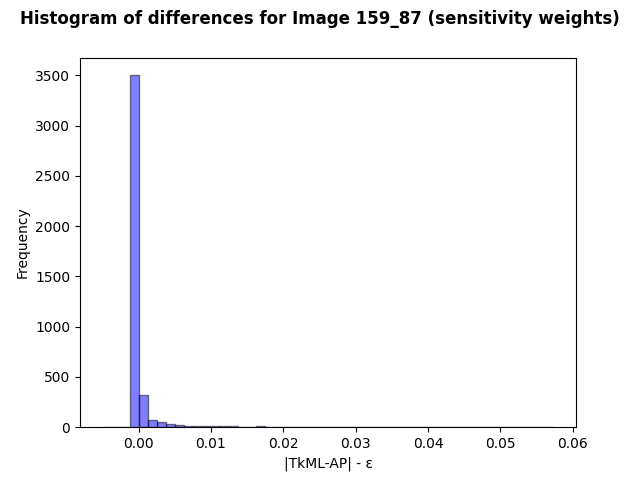 Histogram of differences for Image 159_87 (sensitivity weights)
3500
3000
2500
2000
1500
1000
500
0
Frequency
0.00 0.01 0.02 0.03 0.04 0.05 0.06
|TkML-AP| - ε